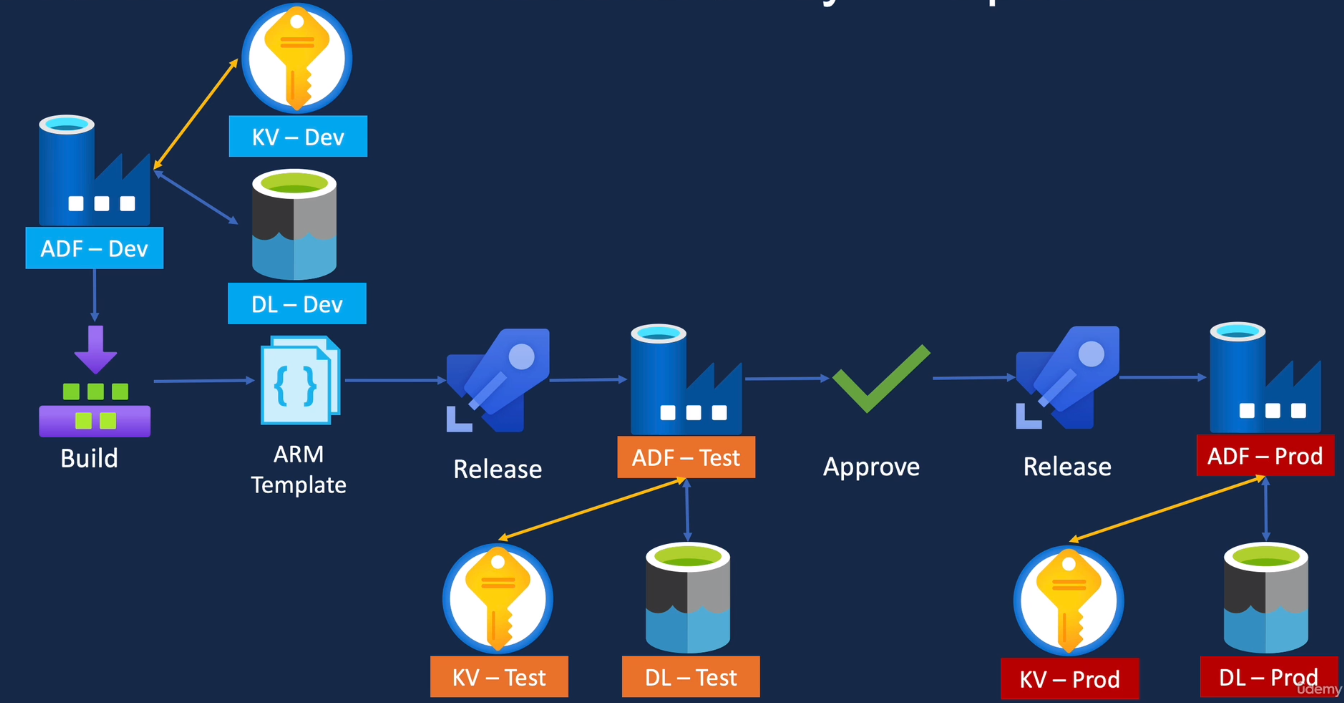 KV – Dev
ADF – Dev
DL – Dev
Build
ARM
Template
Release
ADF – Test
Approve
Release
ADF – Prod
KV – Test
DL – Test
KV – Prod
DL – Prod
udemy